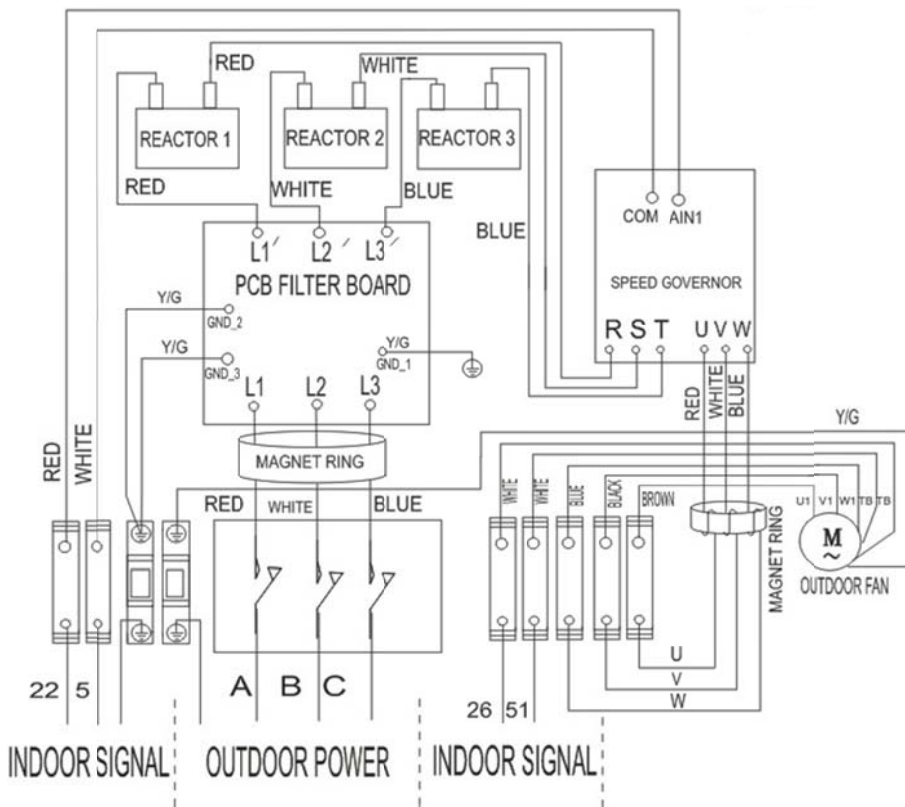 RED
WHITE
REACTOR 1
REACTOR 2
REACTOR 3
RED
WHITE
BLUE
BLUE
COM
AIN1
SPEED GOVERNOR
R S T
U V W
L1′
L2′
L3′
PCB FILTER BOARD
Y/G
GND_2
Y/G
GND_3
Y/G
GND_1
L1
L2
L3
MAGNET RING
RED
WHITE
BLUE
Y/G
RED
WHITE
RED
WHITE
BLUE
WHITE
WHITE
BLUE
BLACK
BROWN
U1
V1
W1
TB
TB
M
~
OUTDOOR FAN
MAGNET RING
U
V
W
22
5
A
B
C
26
51
INDOOR SIGNAL
OUTDOOR POWER
INDOOR SIGNAL